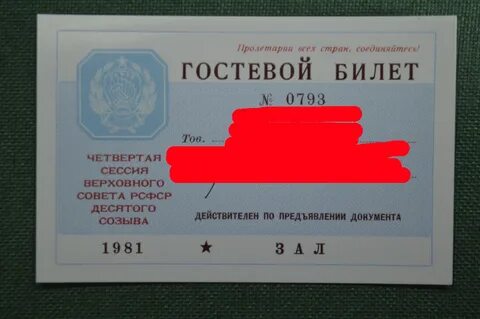 Пролетарии всех стран, соединяйтесь!
ГОСТЕВОЙ БИЛЕТ
№ 0793
Тов.
ЧЕТВЕРТАЯ
СЕССИЯ
ВЕРХОВНОГО
СОВЕТА РСФСР
ДЕСЯТОГО
СОЗЫВА
ДЕЙСТВИТЕЛЕН ПО ПРЕДЪЯВЛЕНИИ ДОКУМЕНТА
1981 ★ ЗАЛ